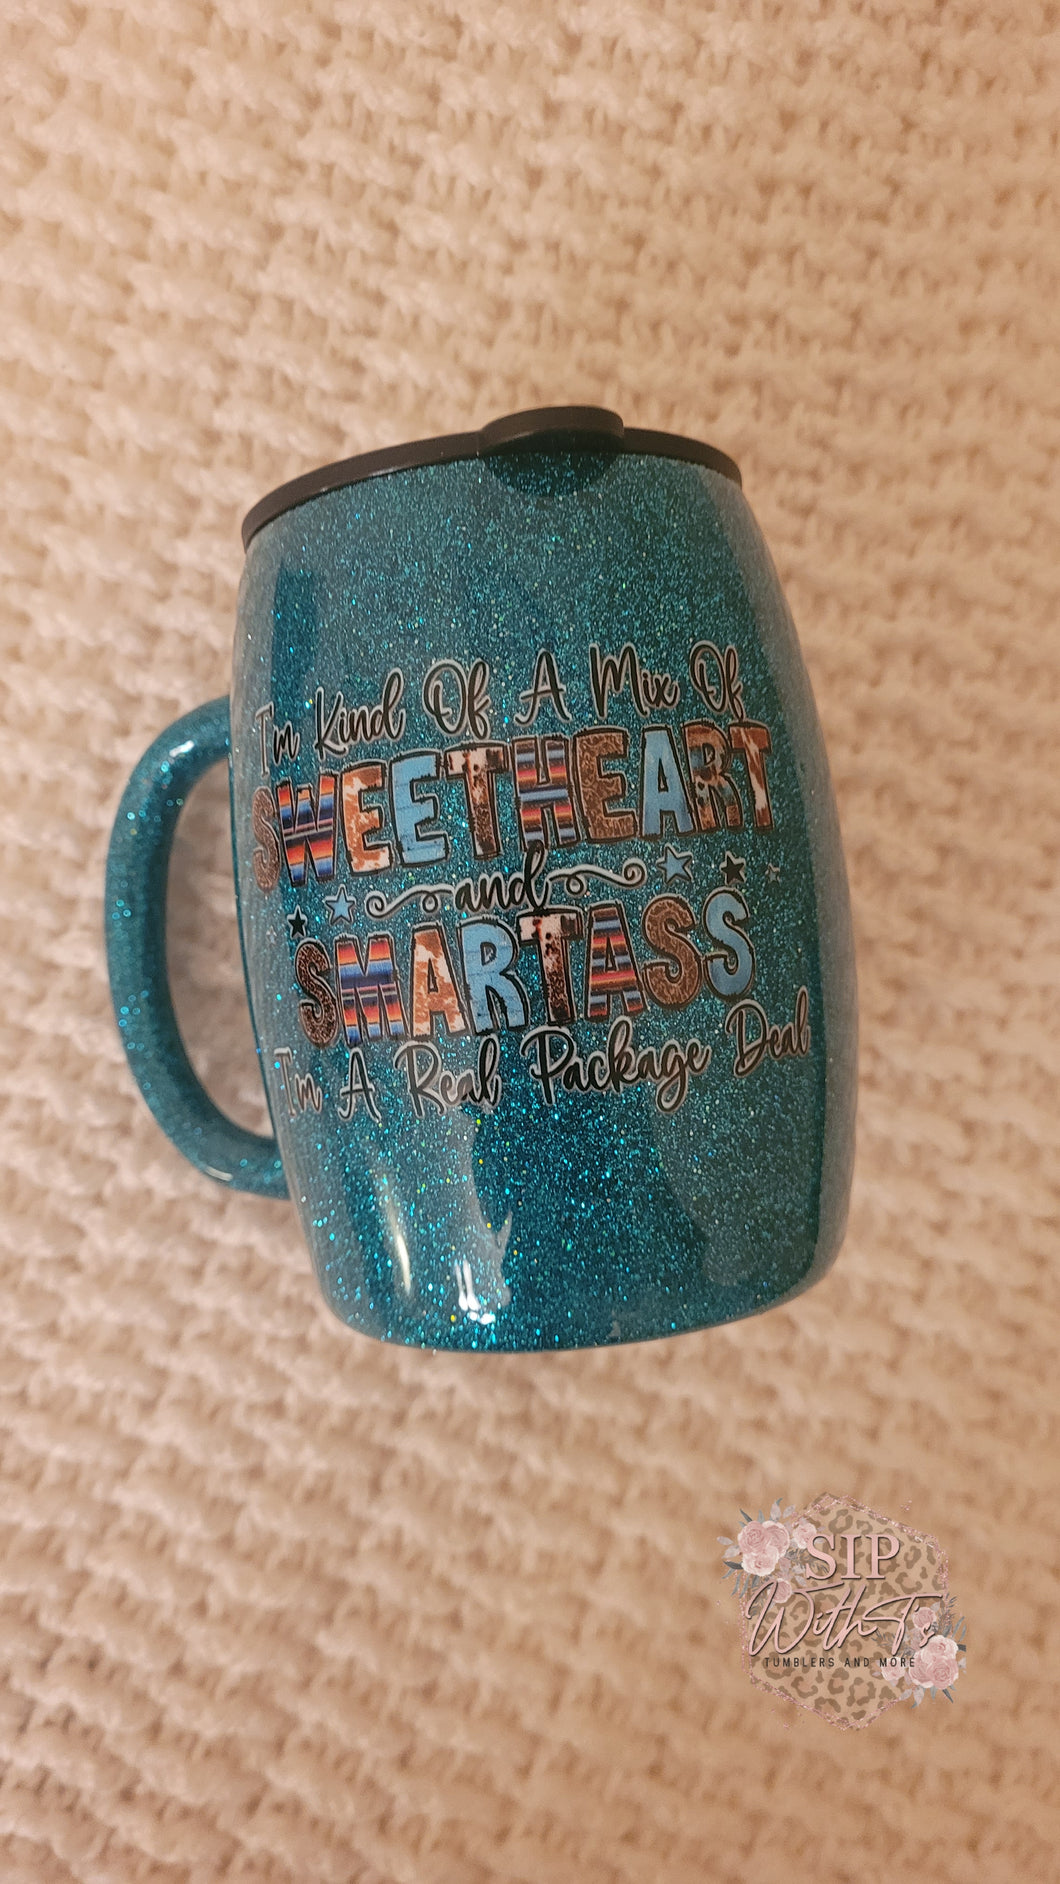 I'm Kind Of A Mix Of
SWEETHEART
and
SMARTASS
I'm A Real Package Deal
SIP
With T's
TUMBLERS AND MORE